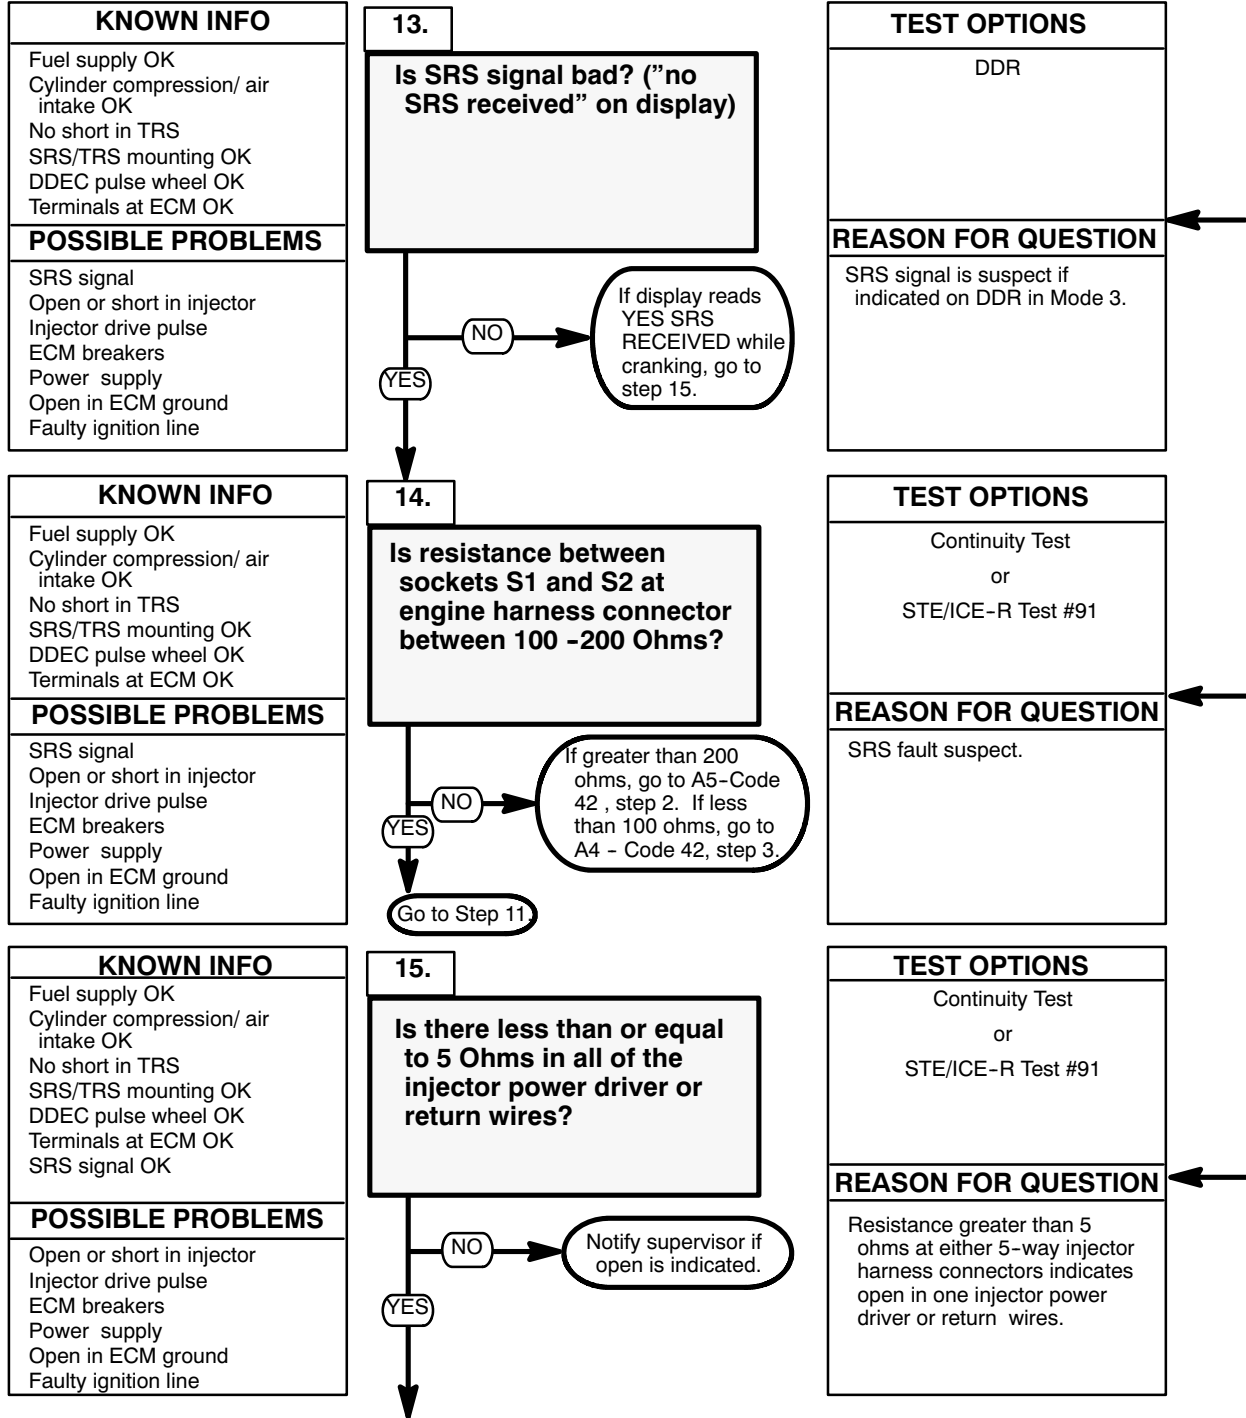 KNOWN INFO
Fuel supply OK
Cylinder compression/ air
intake OK
No short in TRS
SRS/TRS mounting OK
DDEC pulse wheel OK
Terminals at ECM OK
POSSIBLE PROBLEMS
SRS signal
Open or short in injector
Injector drive pulse
ECM breakers
Power supply
Open in ECM ground
Faulty ignition line
13.
Is SRS signal bad? ("no
SRS received" on display)
NO
If display reads
YES SRS
RECEIVED while
cranking, go to
step 15.
YES
TEST OPTIONS
DDR
REASON FOR QUESTION
SRS signal is suspect if
indicated on DDR in Mode 3.
KNOWN INFO
Fuel supply OK
Cylinder compression/ air
intake OK
No short in TRS
SRS/TRS mounting OK
DDEC pulse wheel OK
Terminals at ECM OK
POSSIBLE PROBLEMS
SRS signal
Open or short in injector
Injector drive pulse
ECM breakers
Power supply
Open in ECM ground
Faulty ignition line
14.
Is resistance between
sockets S1 and S2 at
engine harness connector
between 100 -200 Ohms?
NO
If greater than 200
ohms, go to A5-Code
42 , step 2. If less
than 100 ohms, go to
A4 - Code 42, step 3.
YES
Go to Step 11.
TEST OPTIONS
Continuity Test
or
STE/ICE-R Test #91
REASON FOR QUESTION
SRS fault suspect.
KNOWN INFO
Fuel supply OK
Cylinder compression/ air
intake OK
No short in TRS
SRS/TRS mounting OK
DDEC pulse wheel OK
Terminals at ECM OK
SRS signal OK
POSSIBLE PROBLEMS
Open or short in injector
Injector drive pulse
ECM breakers
Power supply
Open in ECM ground
Faulty ignition line
15.
Is there less than or equal
to 5 Ohms in all of the
injector power driver or
return wires?
NO
Notify supervisor if
open is indicated.
YES
TEST OPTIONS
Continuity Test
or
STE/ICE-R Test #91
REASON FOR QUESTION
Resistance greater than 5
ohms at either 5-way injector
harness connectors indicates
open in one injector power
driver or return wires.